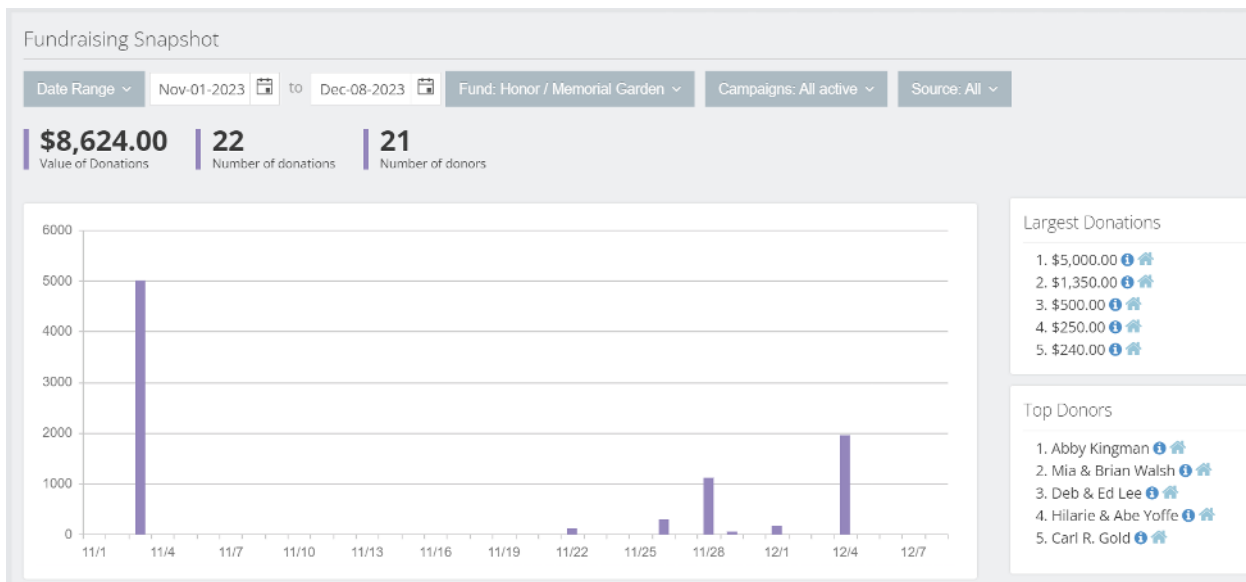 Fundraising Snapshot
Date Range Nov-01-2023 to Dec-08-2023 Fund: Honor / Memorial Garden Campaigns: All active Source: All
$8,624.00 22 21
Value of Donations Number of donations Number of donors
6000
5000
4000
3000
2000
1000
0
11/1 11/4 11/7 11/10 11/13 11/16 11/19 11/22 11/25 11/28 12/1 12/4 12/7
Largest Donations
1. $5,000.00
2. $1,350.00
3. $500.00
4. $250.00
5. $240.00
Top Donors
1. Abby Kingman
2. Mia & Brian Walsh
3. Deb & Ed Lee
4. Hilarie & Abe Yoffe
5. Carl R. Gold